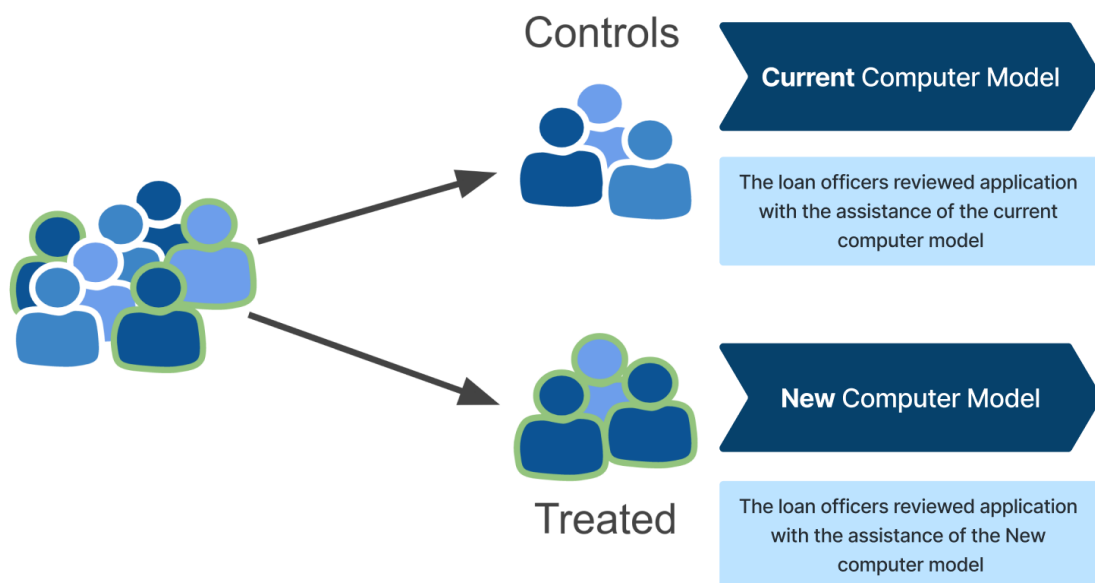 Controls
Current Computer Model
The loan officers reviewed application
with the assistance of the current
computer model
New Computer Model
Treated
The loan officers reviewed application
with the assistance of the New
computer model